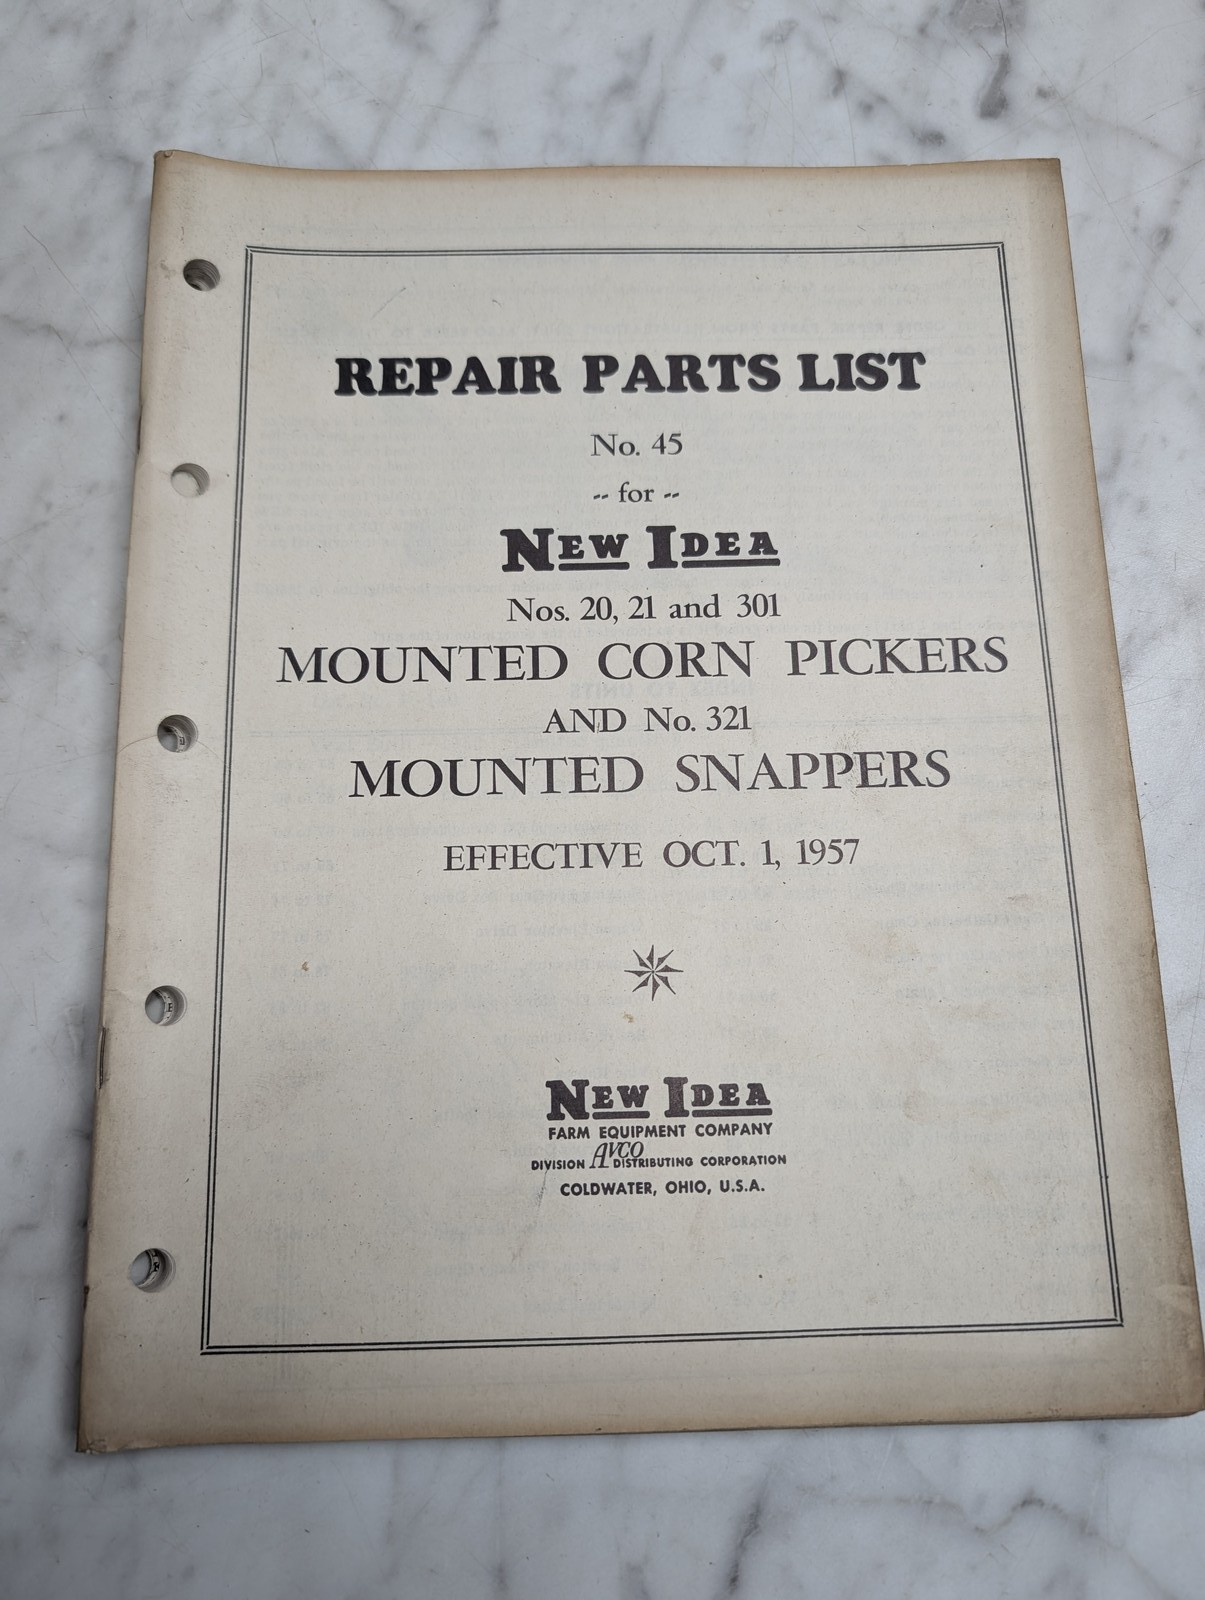 REPAIR PARTS LIST
No. 45
-- for --
NEW IDEA
Nos. 20, 21 and 301
MOUNTED CORN PICKERS
AND No. 321
MOUNTED SNAPPERS
EFFECTIVE OCT. 1, 1957
NEW IDEA
FARM EQUIPMENT COMPANY
DIVISION AVCO DISTRIBUTING CORPORATION
COLDWATER, OHIO, U.S.A.